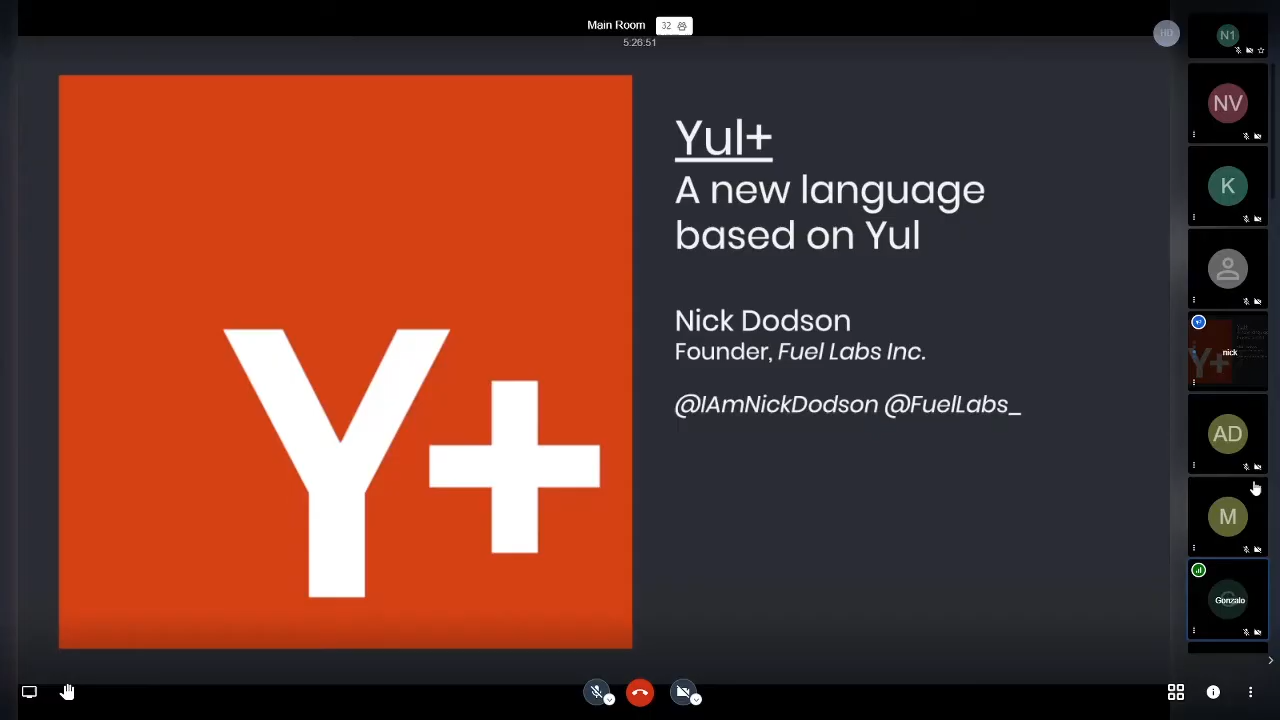 Main Room 32
5:26:51
HD
N1
NV
K
nick
AD
M
Gonzalo
Y+
Yul+
A new language
based on Yul
Nick Dodson
Founder, Fuel Labs Inc.
@IAmNickDodson @FuelLabs_